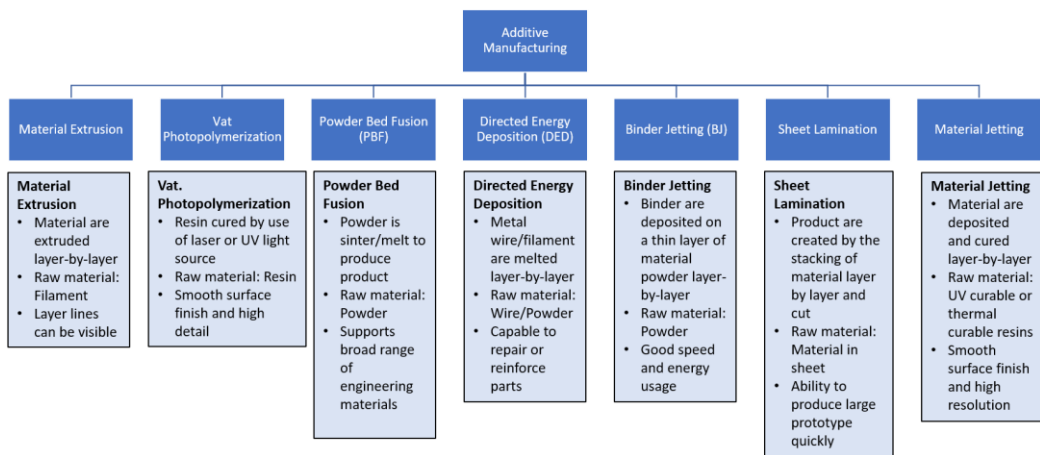 Additive
Manufacturing
Material Extrusion
Vat
Photopolymerization
Powder Bed Fusion
(PBF)
Directed Energy
Deposition (DED)
Binder Jetting (BJ)
Sheet Lamination
Material Jetting
Material
Extrusion
• Material are
extruded
layer-by-layer
• Raw material:
Filament
• Layer lines
can be visible
Vat.
Photopolymerization
• Resin cured by use
of laser or UV light
source
• Raw material: Resin
• Smooth surface
finish and high
detail
Powder Bed
Fusion
• Powder is
sinter/melt to
produce
product
• Raw material:
Powder
• Supports
broad range
of
engineering
materials
Directed Energy
Deposition
• Metal
wire/filament
are melted
layer-by-layer
• Raw material:
Wire/Powder
• Capable to
repair or
reinforce
parts
Binder Jetting
• Binder are
deposited on
a thin layer of
material
powder layer-
by-layer
• Raw material:
Powder
• Good speed
and energy
usage
Sheet
Lamination
• Product are
created by the
stacking of
material layer
by layer and
cut
• Raw material:
Material in
sheet
• Ability to
produce large
prototype
quickly
Material Jetting
• Material are
deposited
and cured
layer-by-layer
• Raw material:
UV curable or
thermal
curable resins
• Smooth
surface finish
and high
resolution